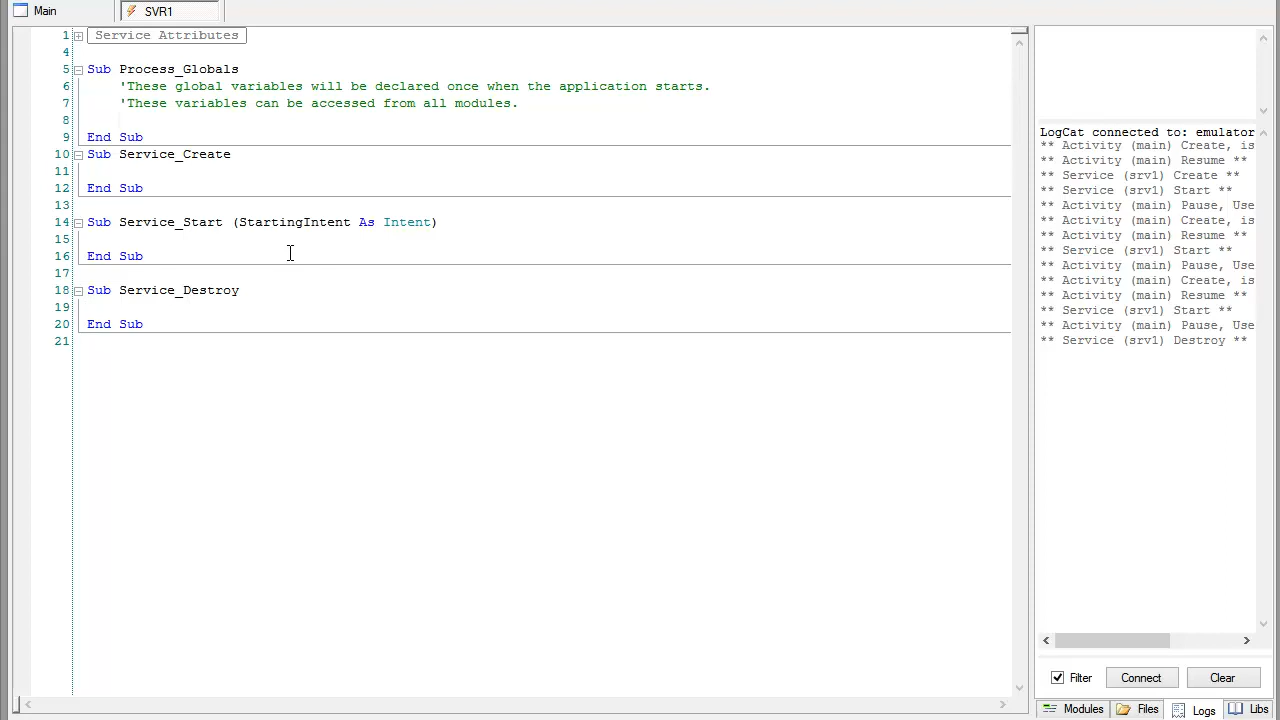 Main
SVR1
1 Service Attributes
4
5 Sub Process_Globals
6 'These global variables will be declared once when the application starts.
7 'These variables can be accessed from all modules.
8
9 End Sub
10 Sub Service_Create
11
12 End Sub
13
14 Sub Service_Start (StartingIntent As Intent)
15
16 End Sub
17
18 Sub Service_Destroy
19
20 End Sub
21
LogCat connected to: emulator
** Activity (main) Create, is
** Activity (main) Resume **
** Service (srv1) Create **
** Service (srv1) Start **
** Activity (main) Pause, Use
** Activity (main) Create, is
** Activity (main) Resume **
** Service (srv1) Start **
** Activity (main) Pause, Use
** Activity (main) Create, is
** Activity (main) Resume **
** Service (srv1) Start **
** Activity (main) Pause, Use
** Service (srv1) Destroy **
Filter Connect Clear
Modules Files Logs Libs